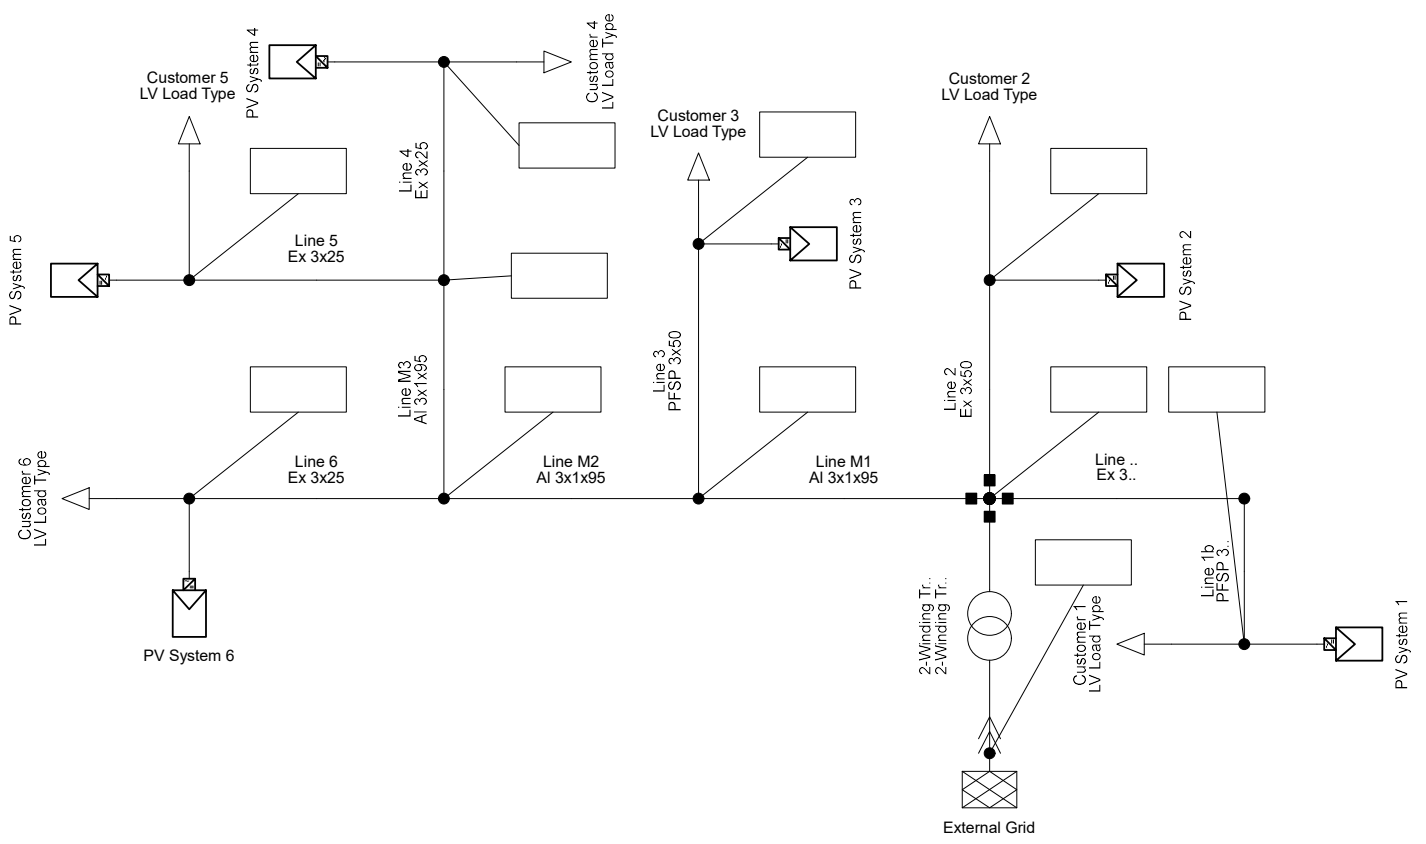 PV System 4
Customer 4
LV Load Type
Customer 5
LV Load Type
Customer 2
LV Load Type
Customer 3
LV Load Type
Line 4
Ex 3x25
PV System 3
PV System 2
PV System 5
Line 5
Ex 3x25
Line M3
Al 3x1x95
Line 3
PFSP 3x50
Line 2
Ex 3x50
Customer 6
LV Load Type
Line 6
Ex 3x25
Line M2
Al 3x1x95
Line M1
Al 3x1x95
Line ..
Ex 3..
Line 1b
PFSP 3..
2-Winding Tr..
2-Winding Tr..
Customer 1
LV Load Type
PV System 1
PV System 6
External Grid